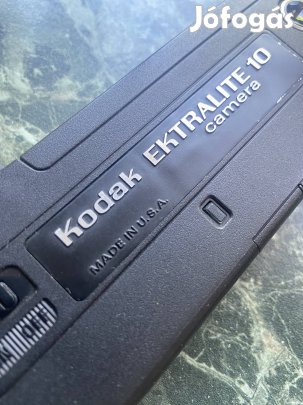 Jófogás
Kodak EKTRALITE 10
camera
MADE IN U.S.A.